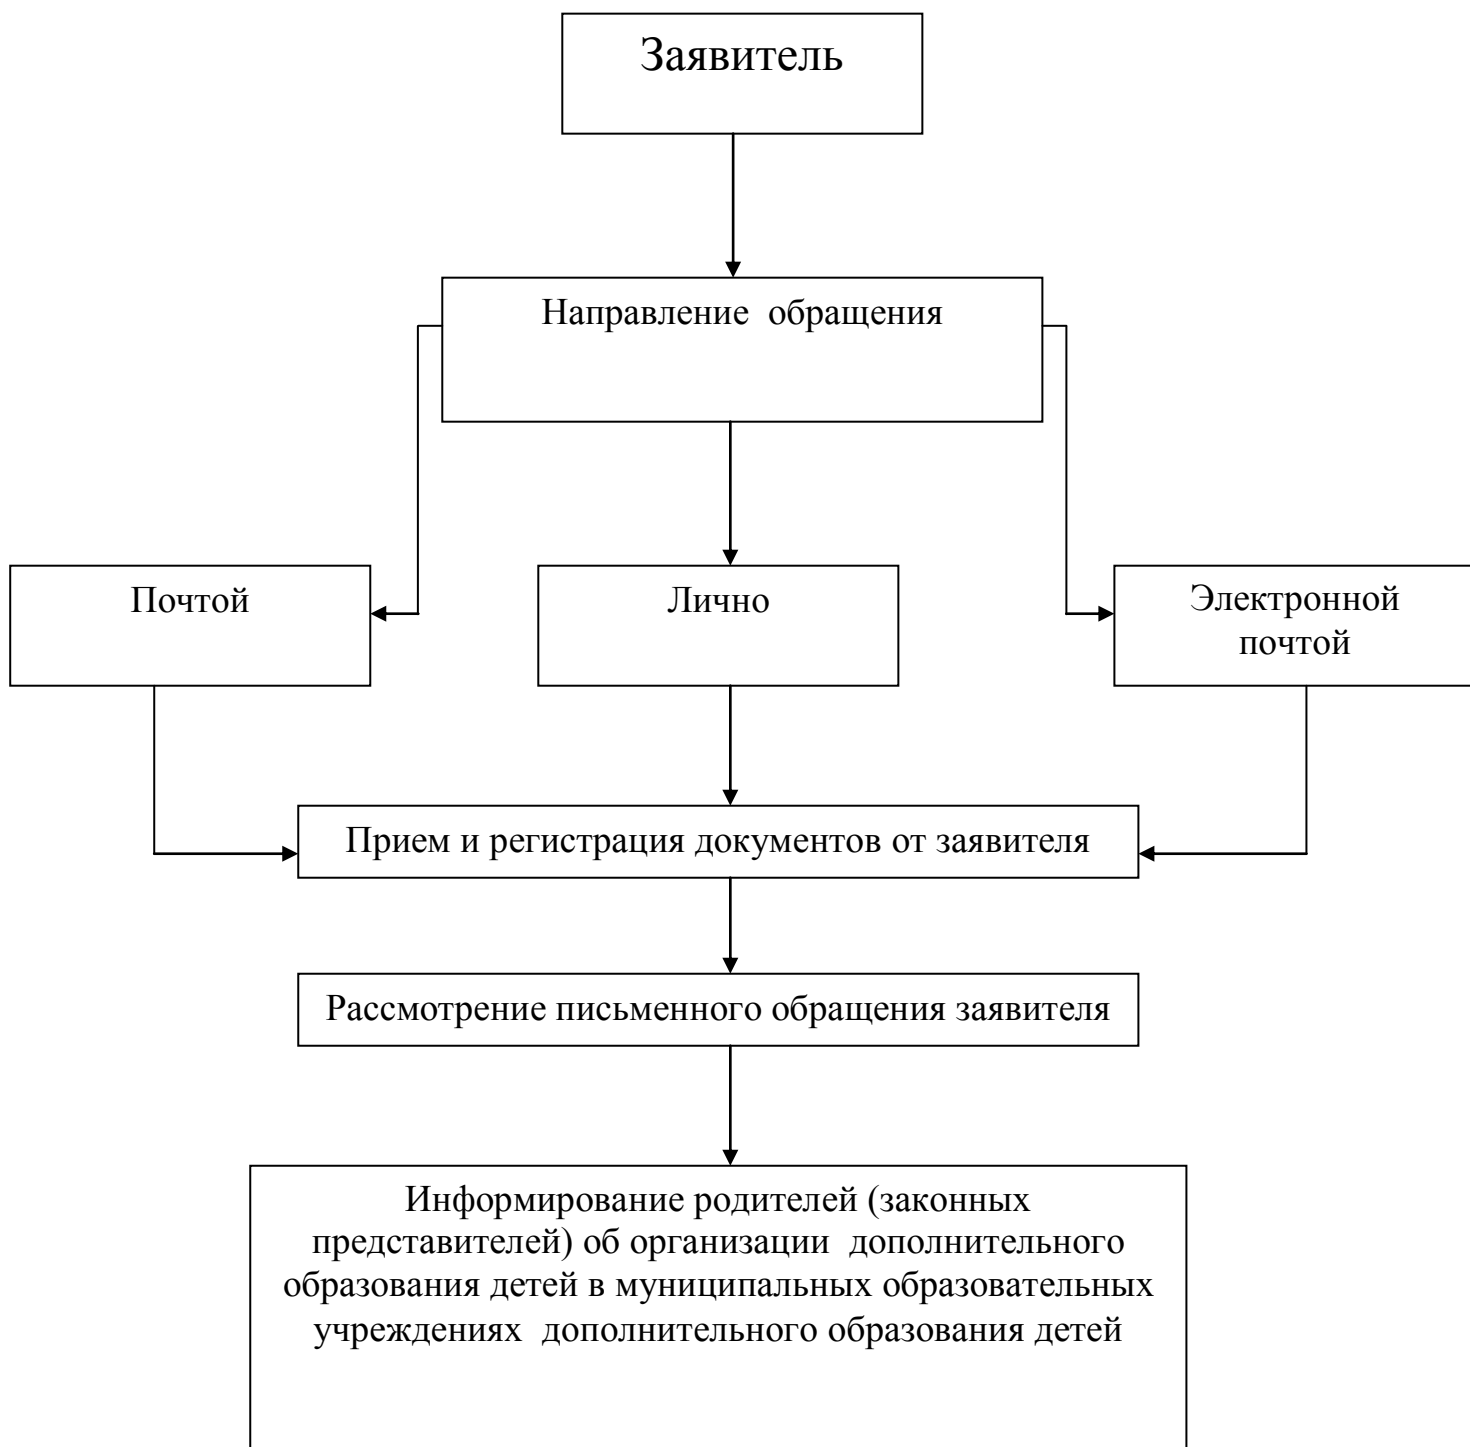 Заявитель
Направление обращения
Почтой
Лично
Электронной
почтой
Прием и регистрация документов от заявителя
Рассмотрение письменного обращения заявителя
Информирование родителей (законных
представителей) об организации дополнительного
образования детей в муниципальных образовательных
учреждениях дополнительного образования детей